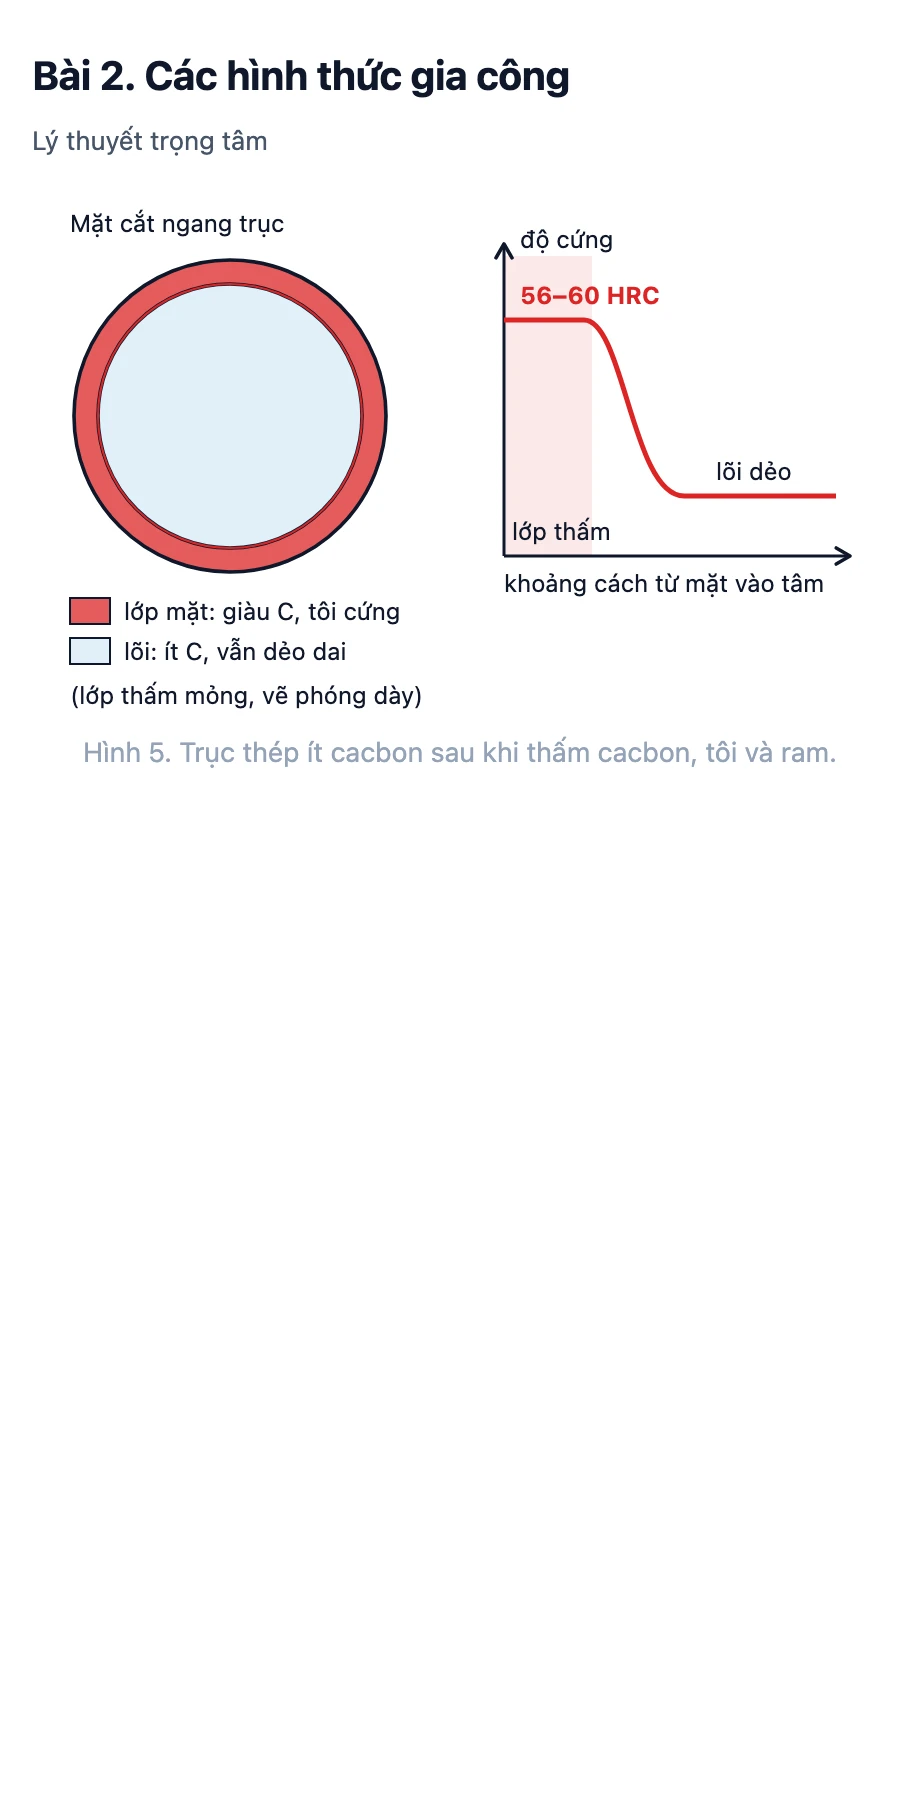 Bài 2. Các hình thức gia công
Lý thuyết trọng tâm
Mặt cắt ngang trục
độ cứng
56–60 HRC
lõi dẻo
lớp thấm
khoảng cách từ mặt vào tâm
lớp mặt: giàu C, tôi cứng
lõi: ít C, vẫn dẻo dai
(lớp thấm mỏng, vẽ phóng dày)
Hình 5. Trục thép ít cacbon sau khi thấm cacbon, tôi và ram.